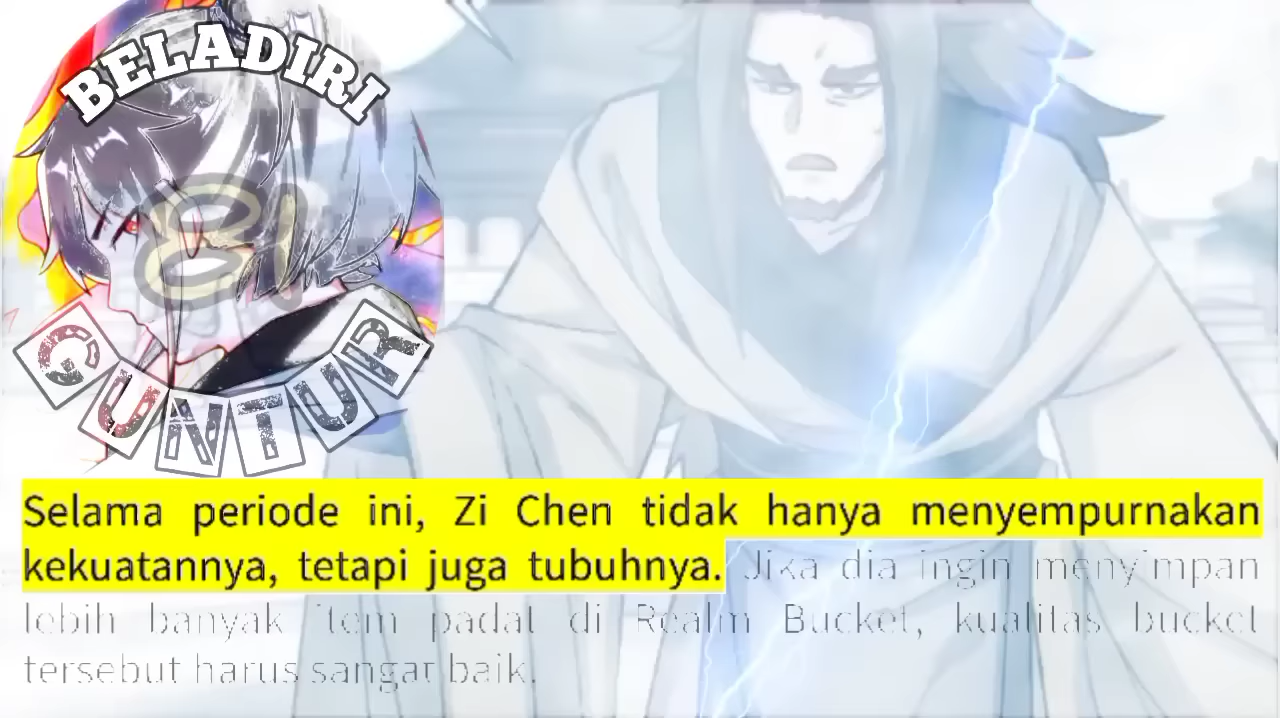 BELADIRI
GUNTUR
Selama periode ini, Zi Chen tidak hanya menyempurnakan
kekuatannya, tetapi juga tubuhnya. Jika dia ingin menyimpan
lebih banyak item padat di Realm Bucket, kualitas bucket
tersebut harus sangat baik.